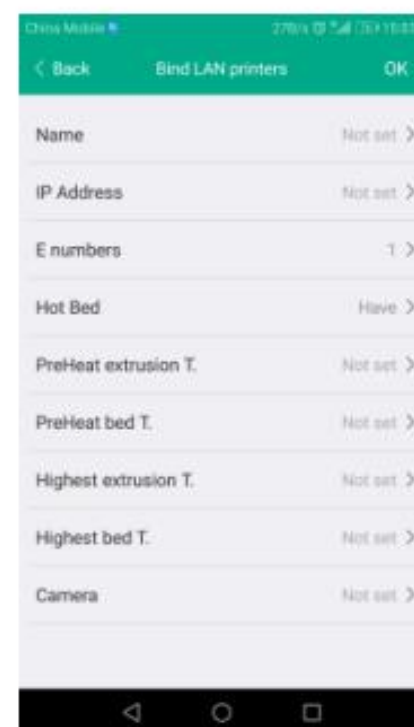 China Mobile
< Back Bind LAN printers OK
Name Not set >
IP Address Not set >
E numbers 1 >
Hot Bed Have >
PreHeat extrusion T. Not set >
PreHeat bed T. Not set >
Highest extrusion T. Not set >
Highest bed T. Not set >
Camera Not set >